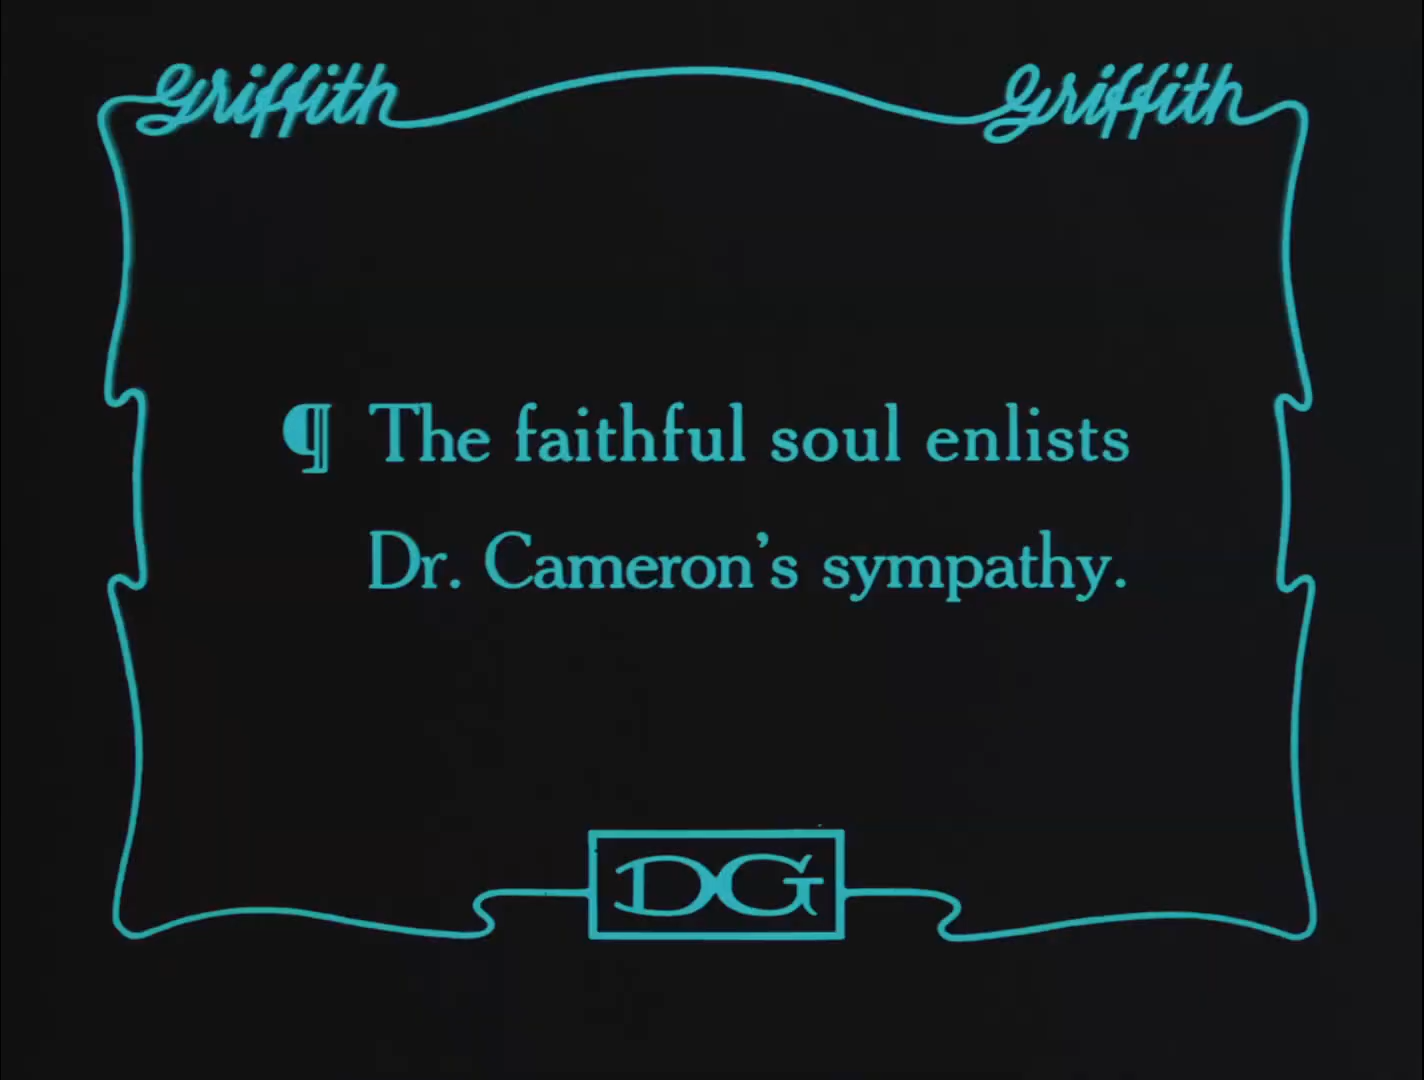 Griffith Griffith
¶ The faithful soul enlists
Dr. Cameron's sympathy.
DG